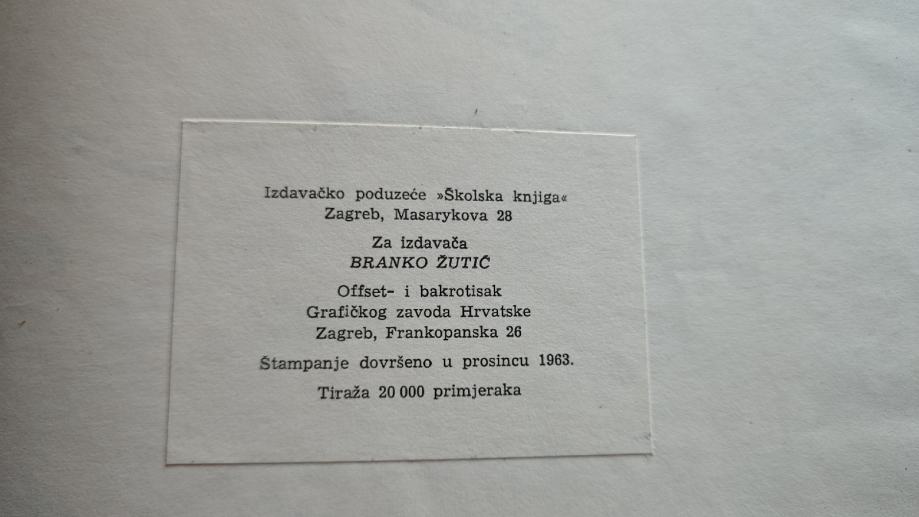 Izdavačko poduzeće »Školska knjiga«
Zagreb, Masarykova 28
Za izdavača
BRANKO ŽUTIĆ
Offset- i bakrotisak
Grafičkog zavoda Hrvatske
Zagreb, Frankopanska 26
Štampanje dovršeno u prosincu 1963.
Tiraža 20 000 primjeraka